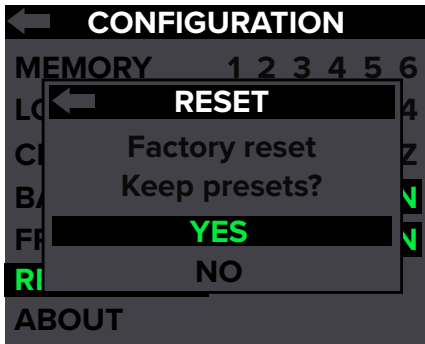 CONFIGURATION
MEMORY 1 2 3 4 5 6
RESET
Factory reset
Keep presets?
YES
NO
ABOUT